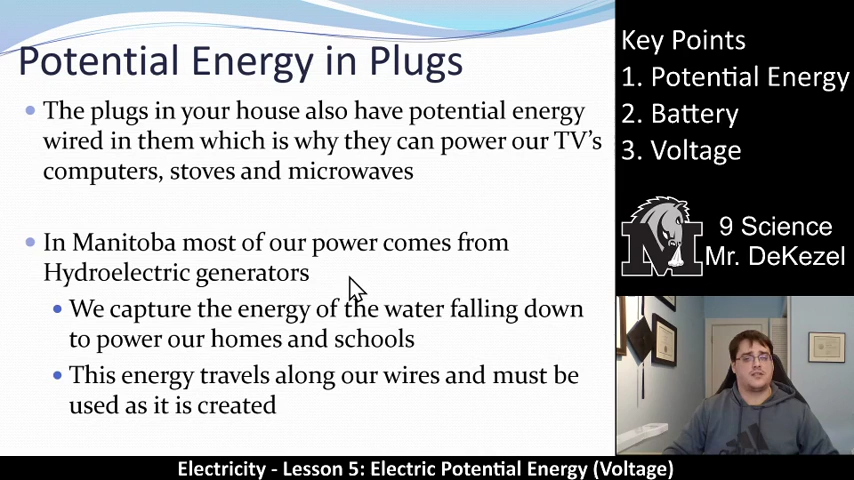 Potential Energy in Plugs
The plugs in your house also have potential energy
wired in them which is why they can power our TV's
computers, stoves and microwaves
In Manitoba most of our power comes from
Hydroelectric generators
We capture the energy of the water falling down
to power our homes and schools
This energy travels along our wires and must be
used as it is created
Key Points
1. Potential Energy
2. Battery
3. Voltage
M
9 Science
Mr. DeKezel
Electricity - Lesson 5: Electric Potential Energy (Voltage)